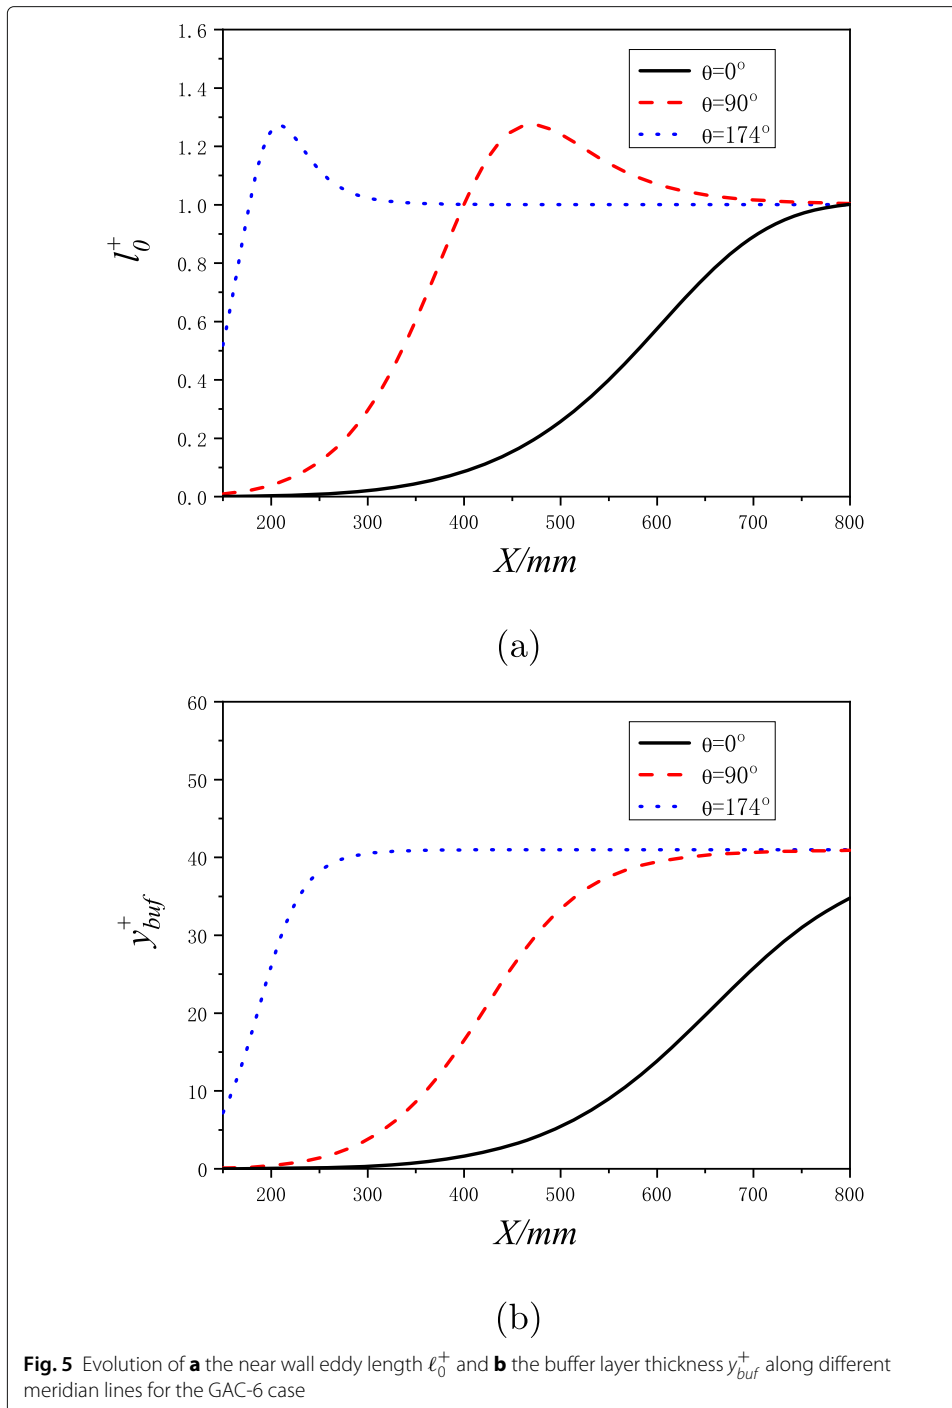 1.6
1.4
1.2
1.0
0.8
0.6
0.4
0.2
0.0
l₀⁺
θ=0°
θ=90°
θ=174°
200 300 400 500 600 700 800
X/mm
(a)
60
50
40
30
20
10
0
y⁺buf
θ=0°
θ=90°
θ=174°
200 300 400 500 600 700 800
X/mm
(b)
Fig. 5 Evolution of a the near wall eddy length ℓ₀⁺ and b the buffer layer thickness y⁺buf along different
meridian lines for the GAC-6 case